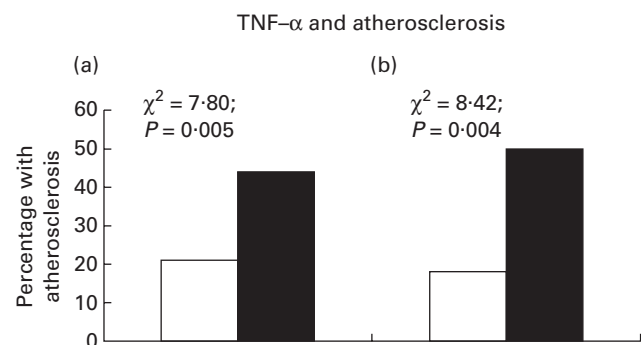 TNF–α and atherosclerosis
(a)
(b)
χ² = 7·80;
P = 0·005
χ² = 8·42;
P = 0·004
Percentage with
atherosclerosis
60
50
40
30
20
10
0